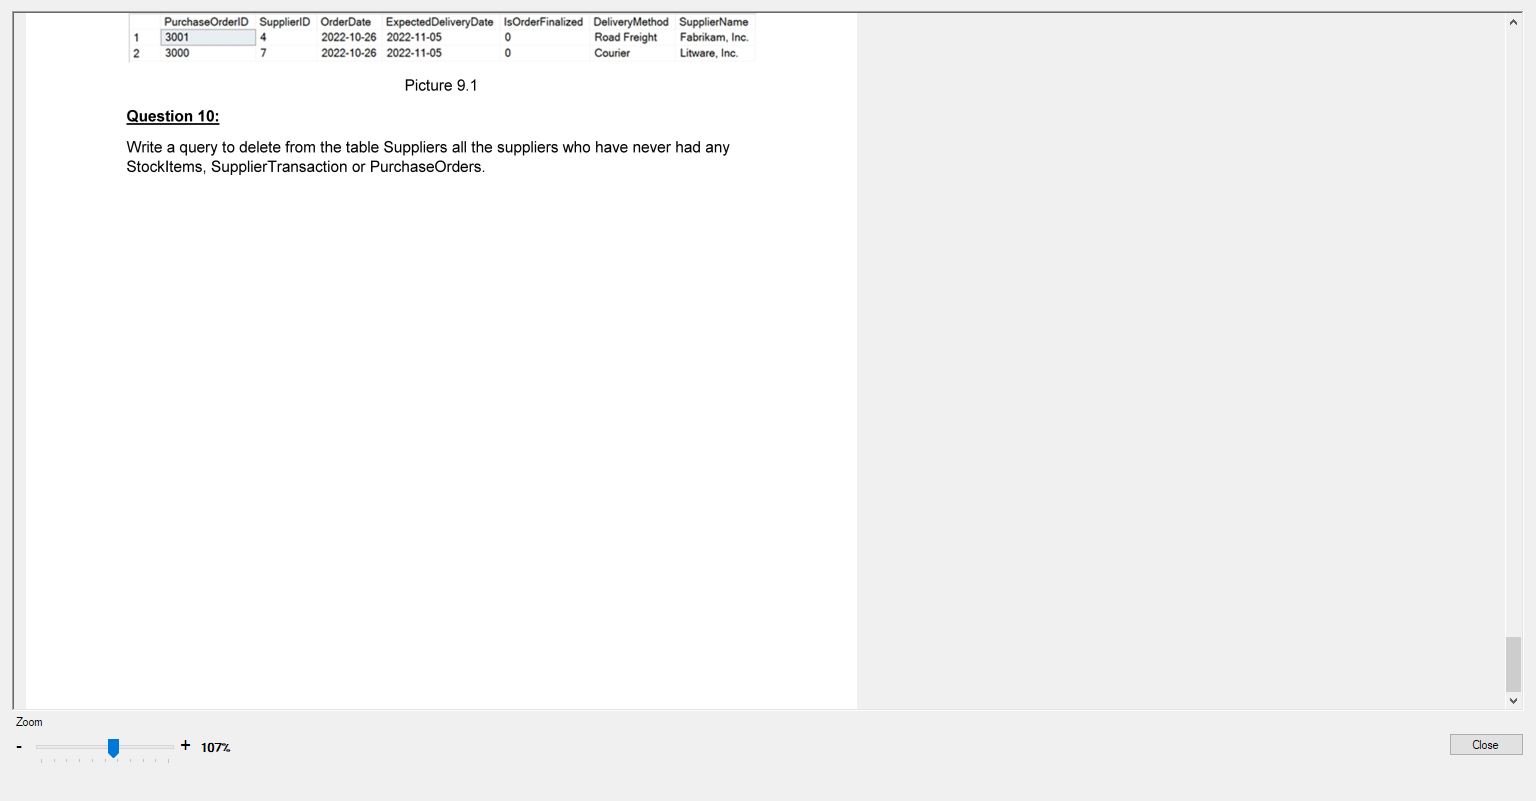 PurchaseOrderID SupplierID OrderDate ExpectedDeliveryDate IsOrderFinalized DeliveryMethod SupplierName
1 3001 4 2022-10-26 2022-11-05 0 Road Freight Fabrikam, Inc.
2 3000 7 2022-10-26 2022-11-05 0 Courier Litware, Inc.
Picture 9.1
Question 10:
Write a query to delete from the table Suppliers all the suppliers who have never had any
StockItems, SupplierTransaction or PurchaseOrders.
Zoom
- + 107%
Close